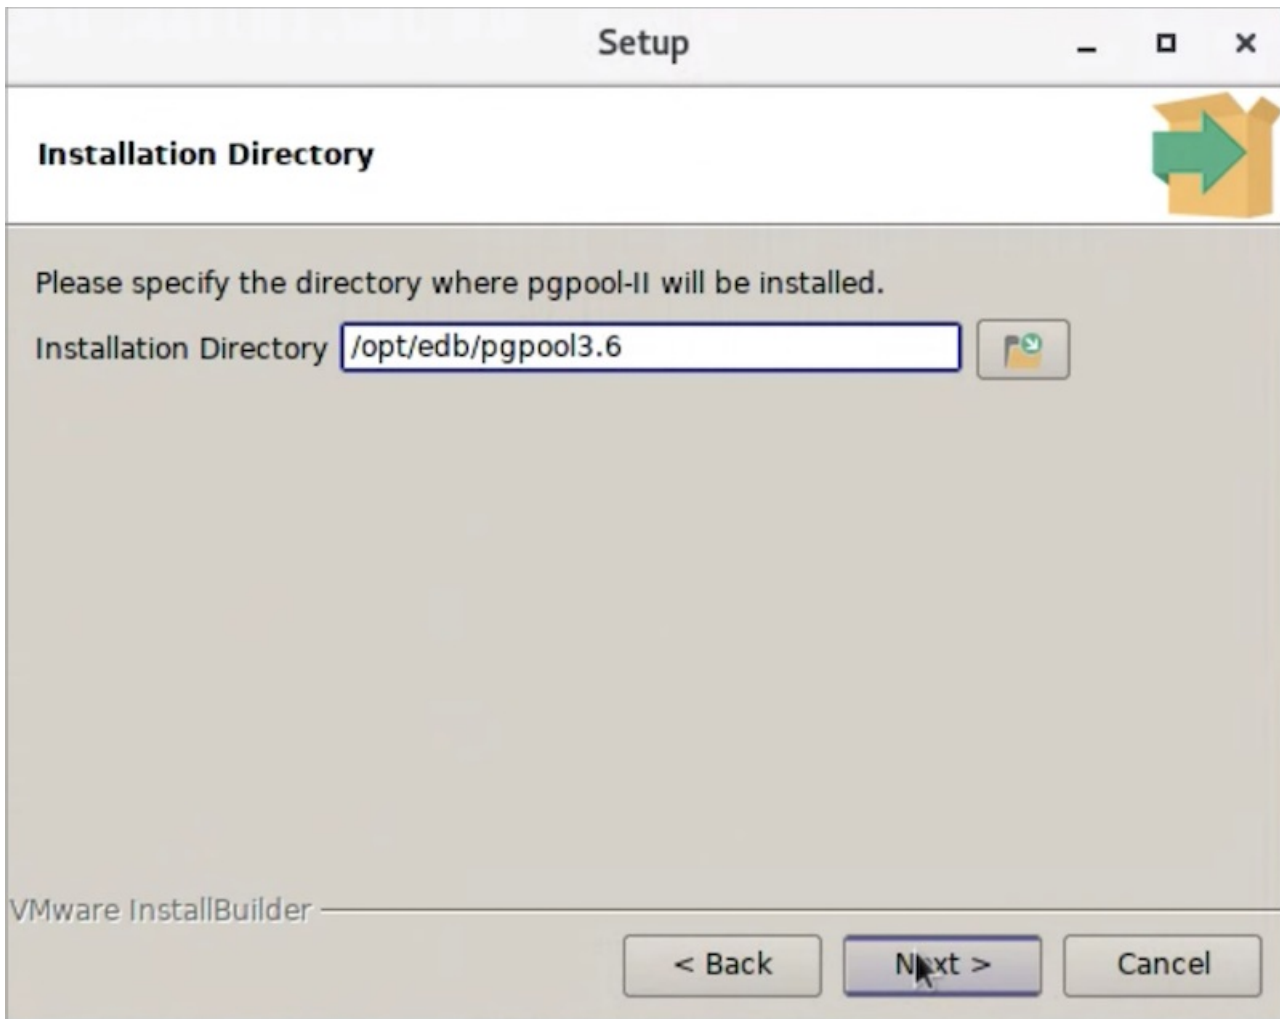 Setup
Installation Directory
Please specify the directory where pgpool-II will be installed.
Installation Directory /opt/edb/pgpool3.6
VMware InstallBuilder
< Back Next > Cancel